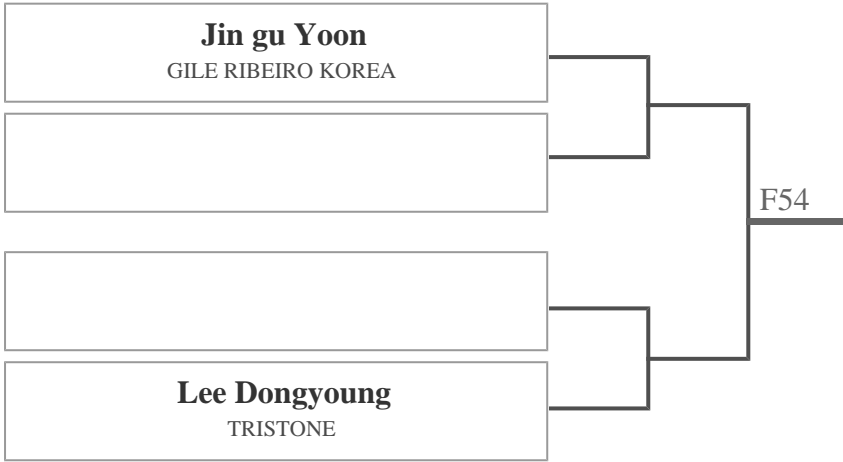 Jin gu Yoon
GILE RIBEIRO KOREA
F54
Lee Dongyoung
TRISTONE